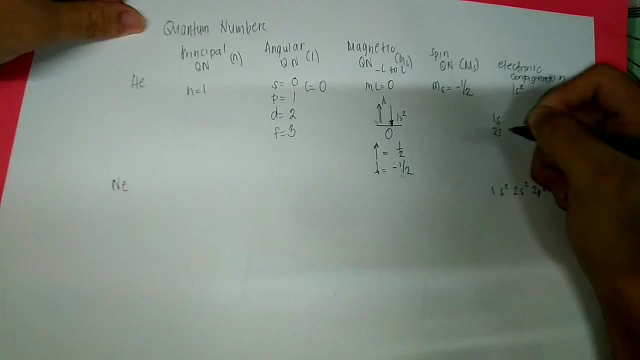 Quantum Numbers
Principal QN (n)
Angular QN (l)
Magnetic QN (ml)
-l to l
Spin QN (Ms)
electronic configuration
He
n=1
s=0 l=0
p=1
d=2
f=3
ml=0
1s²
0
↑ = 1/2
↓ = -1/2
ms = -1/2
1s²
1s
2s
Ne
1s² 2s² 2p